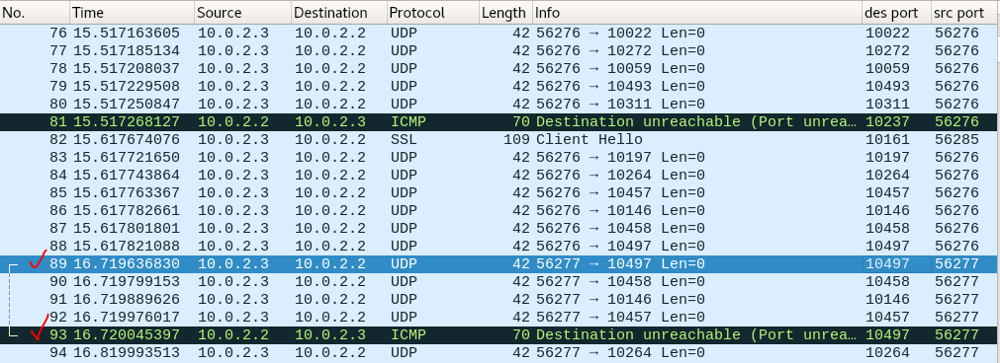 No. Time Source Destination Protocol Length Info des port src port
76 15.517163605 10.0.2.3 10.0.2.2 UDP 42 56276 → 10022 Len=0 10022 56276
77 15.517185134 10.0.2.3 10.0.2.2 UDP 42 56276 → 10272 Len=0 10272 56276
78 15.517208037 10.0.2.3 10.0.2.2 UDP 42 56276 → 10059 Len=0 10059 56276
79 15.517229508 10.0.2.3 10.0.2.2 UDP 42 56276 → 10493 Len=0 10493 56276
80 15.517250847 10.0.2.3 10.0.2.2 UDP 42 56276 → 10311 Len=0 10311 56276
81 15.517268127 10.0.2.2 10.0.2.3 ICMP 70 Destination unreachable (Port unrea… 10237 56276
82 15.617674076 10.0.2.3 10.0.2.2 SSL 109 Client Hello 10161 56285
83 15.617721650 10.0.2.3 10.0.2.2 UDP 42 56276 → 10197 Len=0 10197 56276
84 15.617743864 10.0.2.3 10.0.2.2 UDP 42 56276 → 10264 Len=0 10264 56276
85 15.617763367 10.0.2.3 10.0.2.2 UDP 42 56276 → 10457 Len=0 10457 56276
86 15.617782661 10.0.2.3 10.0.2.2 UDP 42 56276 → 10146 Len=0 10146 56276
87 15.617801801 10.0.2.3 10.0.2.2 UDP 42 56276 → 10458 Len=0 10458 56276
88 15.617821088 10.0.2.3 10.0.2.2 UDP 42 56276 → 10497 Len=0 10497 56276
89 16.719636830 10.0.2.3 10.0.2.2 UDP 42 56277 → 10497 Len=0 10497 56277
90 16.719799153 10.0.2.3 10.0.2.2 UDP 42 56277 → 10458 Len=0 10458 56277
91 16.719889626 10.0.2.3 10.0.2.2 UDP 42 56277 → 10146 Len=0 10146 56277
92 16.719976017 10.0.2.3 10.0.2.2 UDP 42 56277 → 10457 Len=0 10457 56277
93 16.720045397 10.0.2.2 10.0.2.3 ICMP 70 Destination unreachable (Port unrea… 10497 56277
94 16.819993513 10.0.2.3 10.0.2.2 UDP 42 56277 → 10264 Len=0 10264 56277